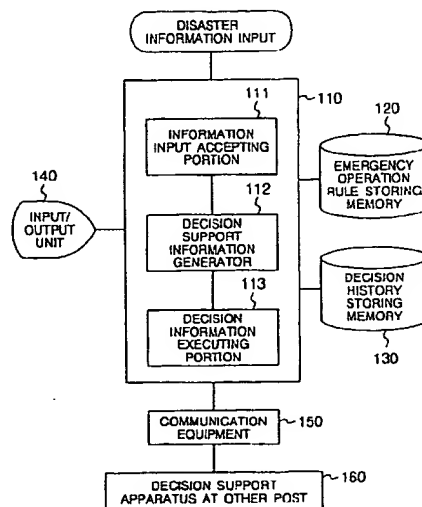 DISASTER
INFORMATION INPUT
111
110
INFORMATION
INPUT ACCEPTING
PORTION
120
EMERGENCY
OPERATION
RULE STORING
MEMORY
140
INPUT/
OUTPUT
UNIT
112
DECISION
SUPPORT
INFORMATION
GENERATOR
113
DECISION
INFORMATION
EXECUTING
PORTION
DECISION
HISTORY
STORING
MEMORY
130
COMMUNICATION
EQUIPMENT
150
160
DECISION SUPPORT
APPARATUS AT OTHER POST